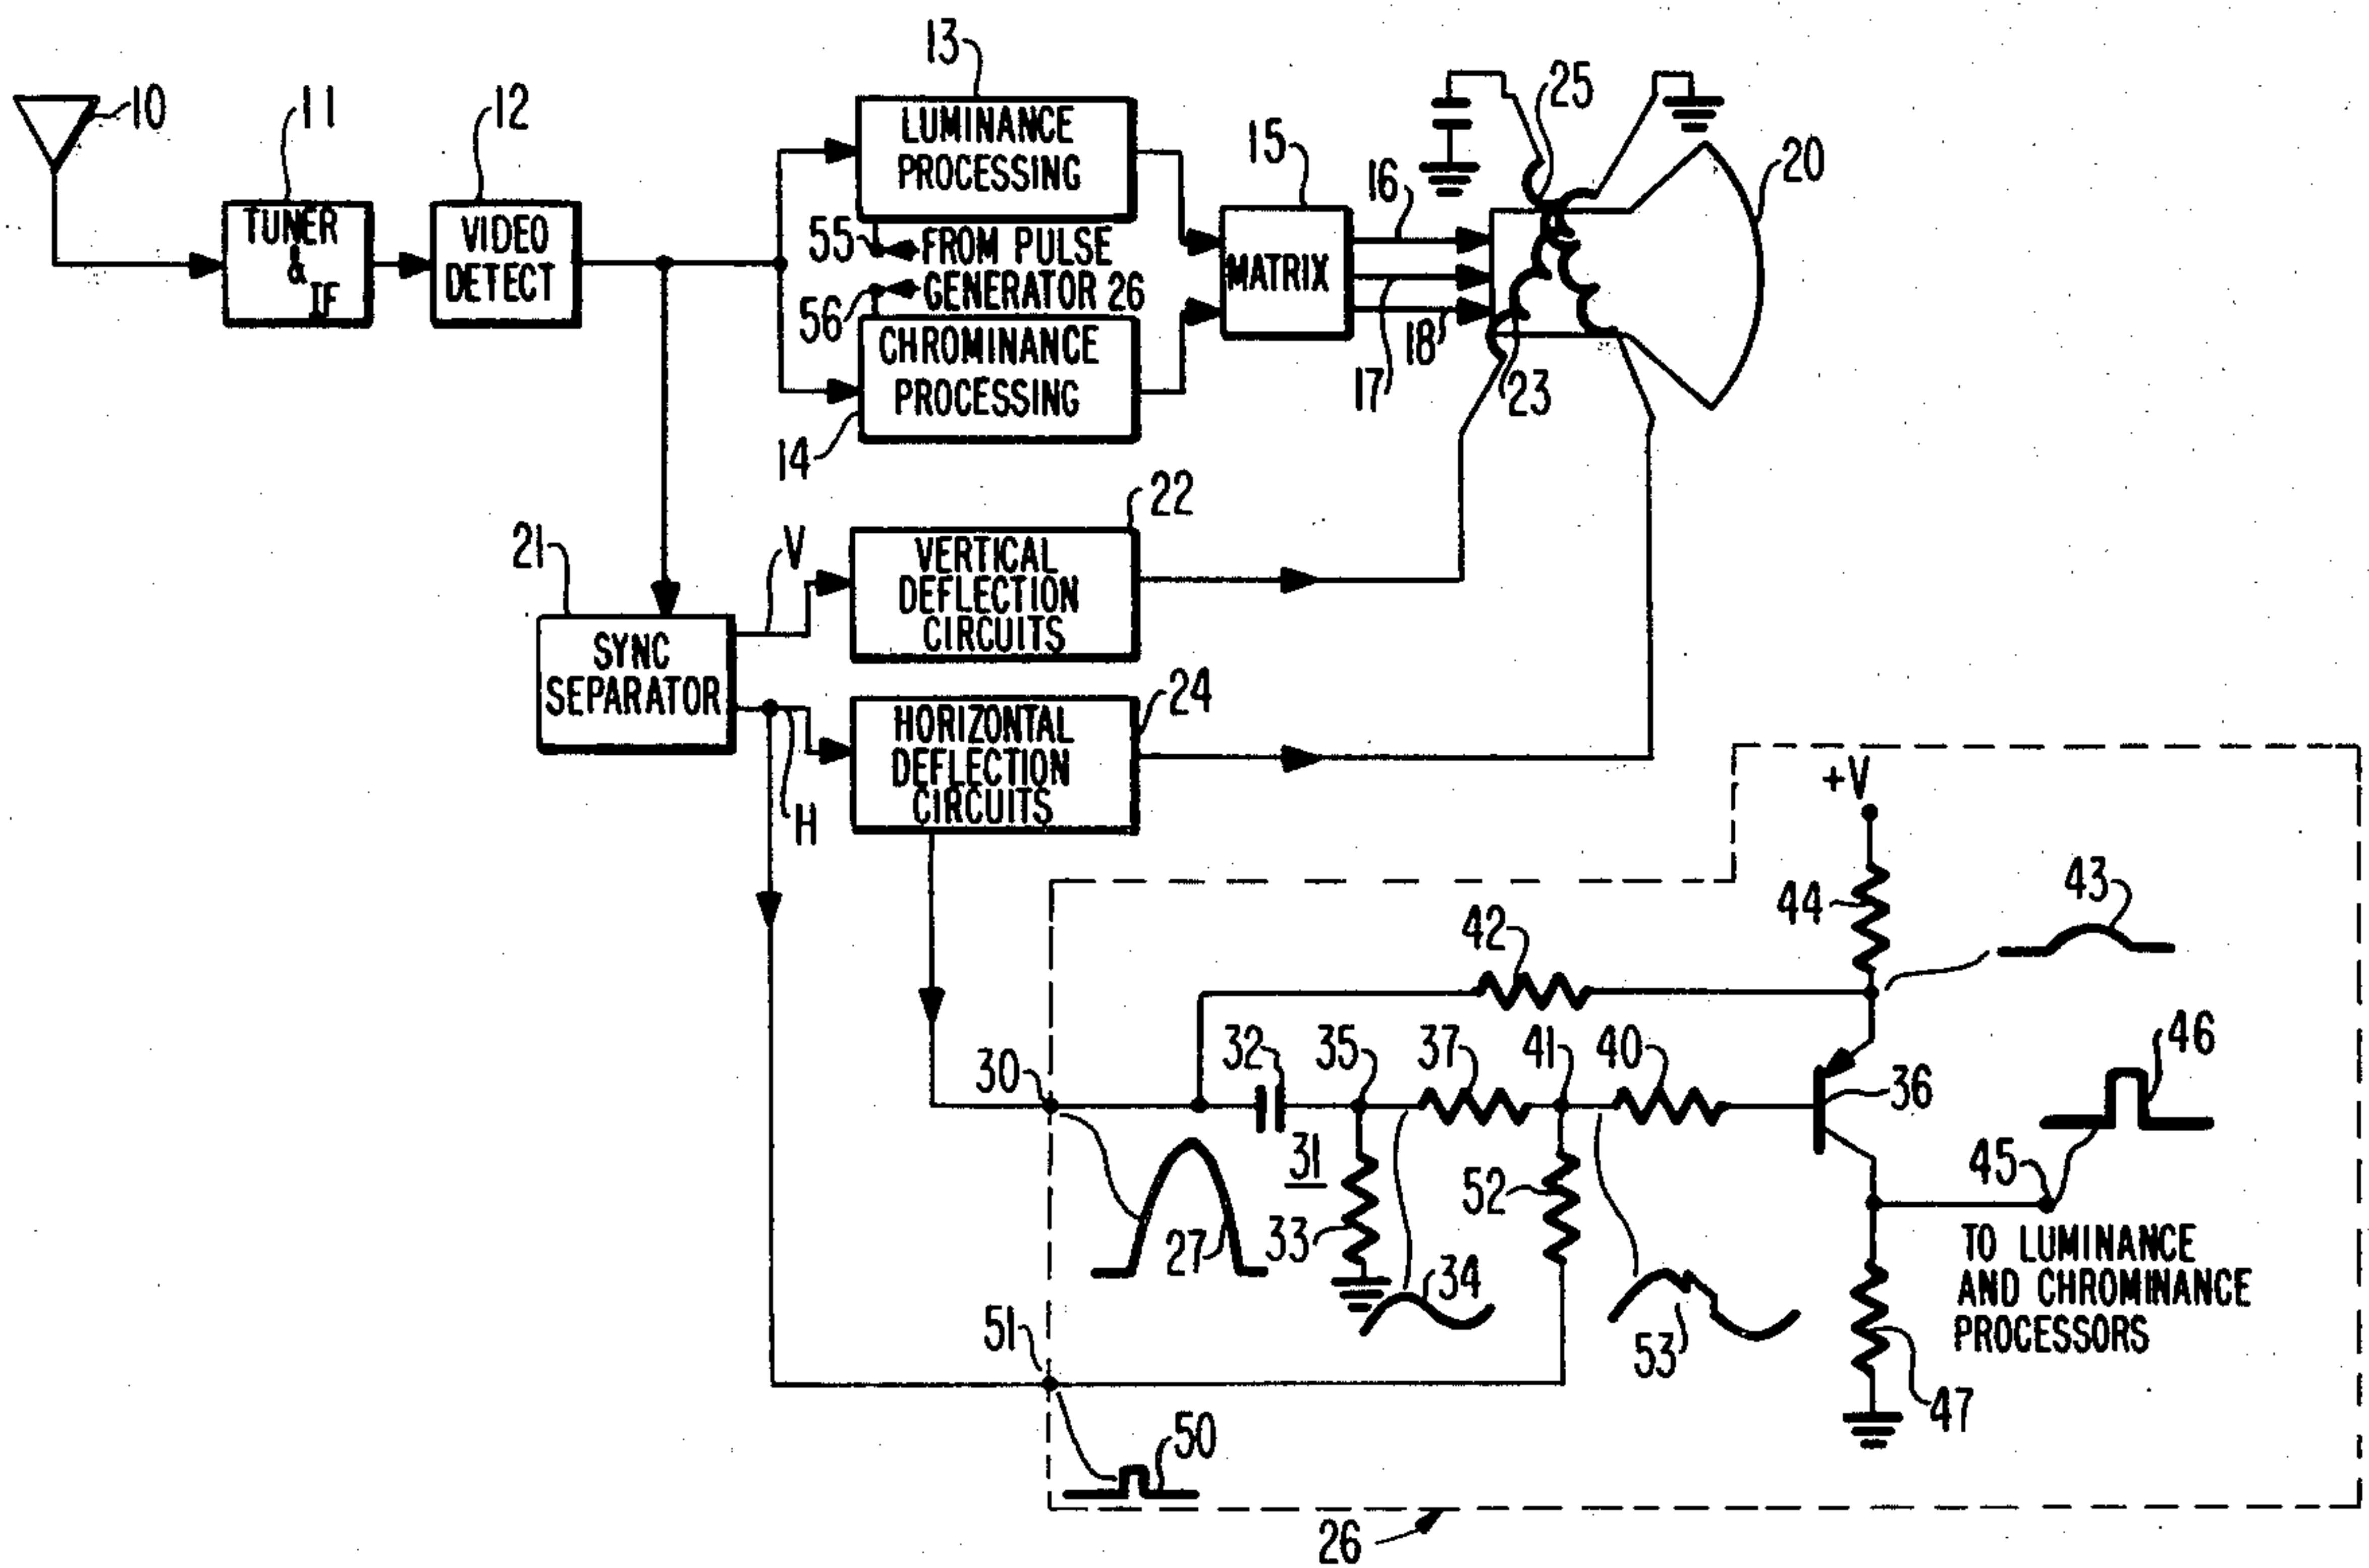 10
11
12
13
TUNER
&
IF
VIDEO
DETECT
LUMINANCE
PROCESSING
55
FROM PULSE
56
GENERATOR 26
CHROMINANCE
PROCESSING
14
15
MATRIX
16
17
18
25
23
20
21
SYNC
SEPARATOR
V
H
22
VERTICAL
DEFLECTION
CIRCUITS
24
HORIZONTAL
DEFLECTION
CIRCUITS
+V
44
43
42
30
32
35
37
41
40
36
46
45
27
31
33
34
52
53
TO LUMINANCE
AND CHROMINANCE
PROCESSORS
47
51
50
26